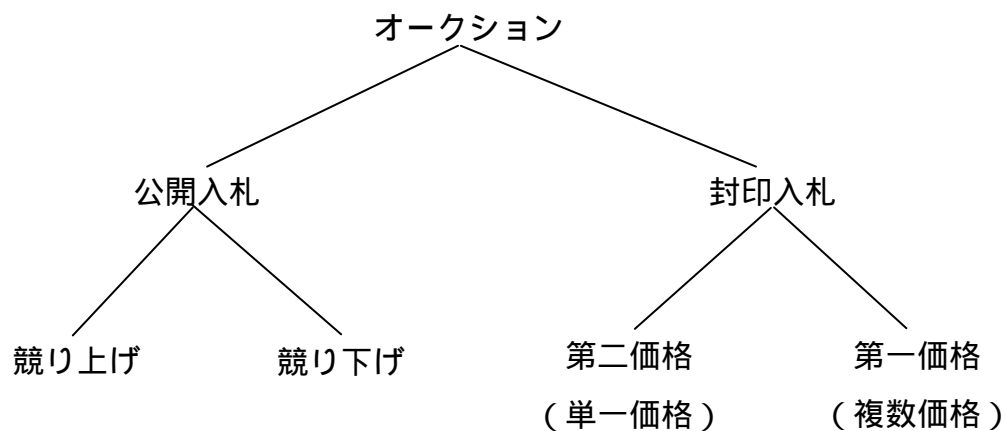 オークション
公開入札
封印入札
競り上げ
競り下げ
第二価格
第一価格
（単一価格）
（複数価格）